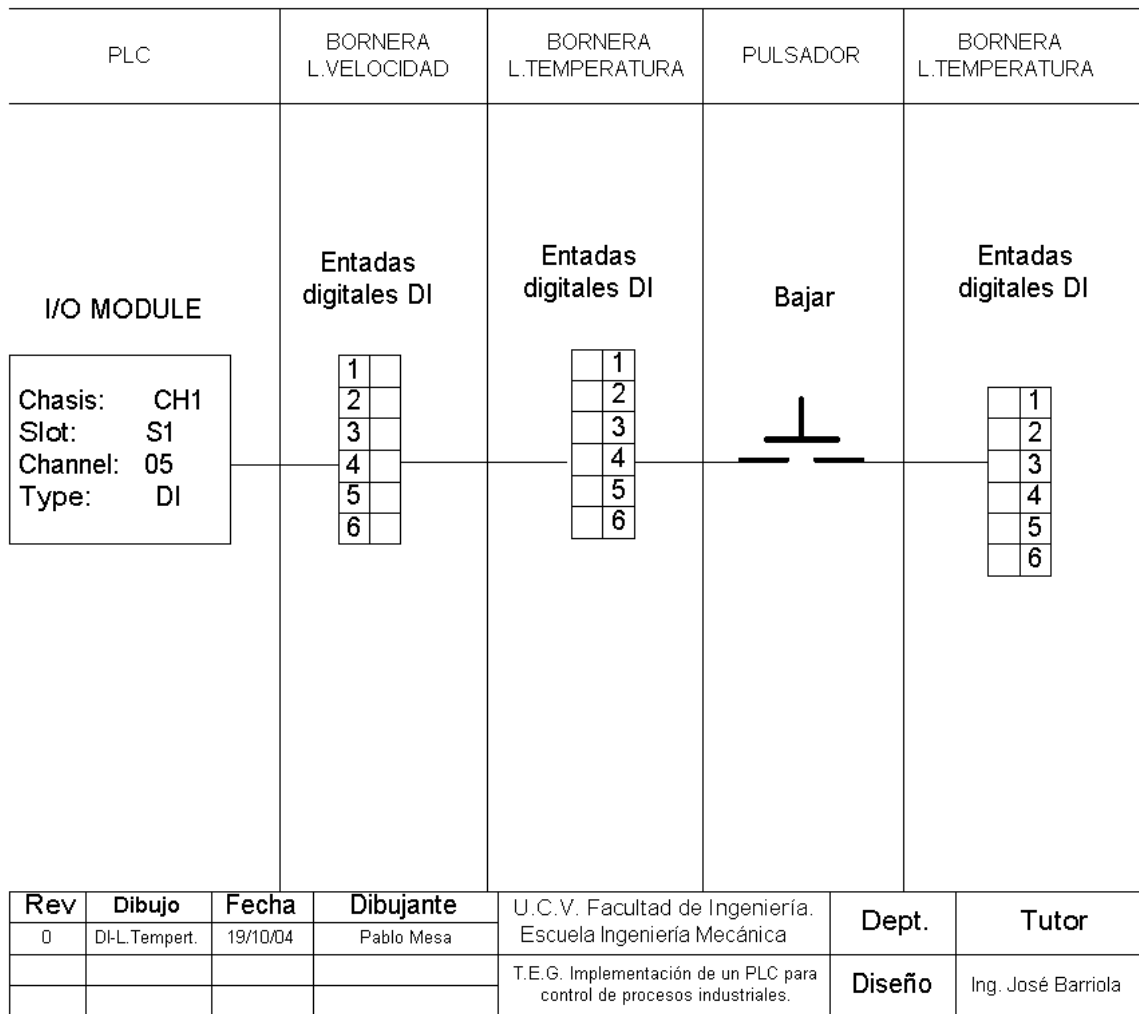 PLC
BORNERA
L.VELOCIDAD
BORNERA
L.TEMPERATURA
PULSADOR
BORNERA
L.TEMPERATURA
I/O MODULE
Chasis: CH1
Slot: S1
Channel: 05
Type: DI
Entadas
digitales DI
1
2
3
4
5
6
Entadas
digitales DI
1
2
3
4
5
6
Bajar
Entadas
digitales DI
1
2
3
4
5
6
Rev Dibujo Fecha Dibujante
0 DI-L.Tempert. 19/10/04 Pablo Mesa
U.C.V. Facultad de Ingeniería.
Escuela Ingeniería Mecánica
T.E.G. Implementación de un PLC para
control de procesos industriales.
Dept.
Diseño
Tutor
Ing. José Barriola